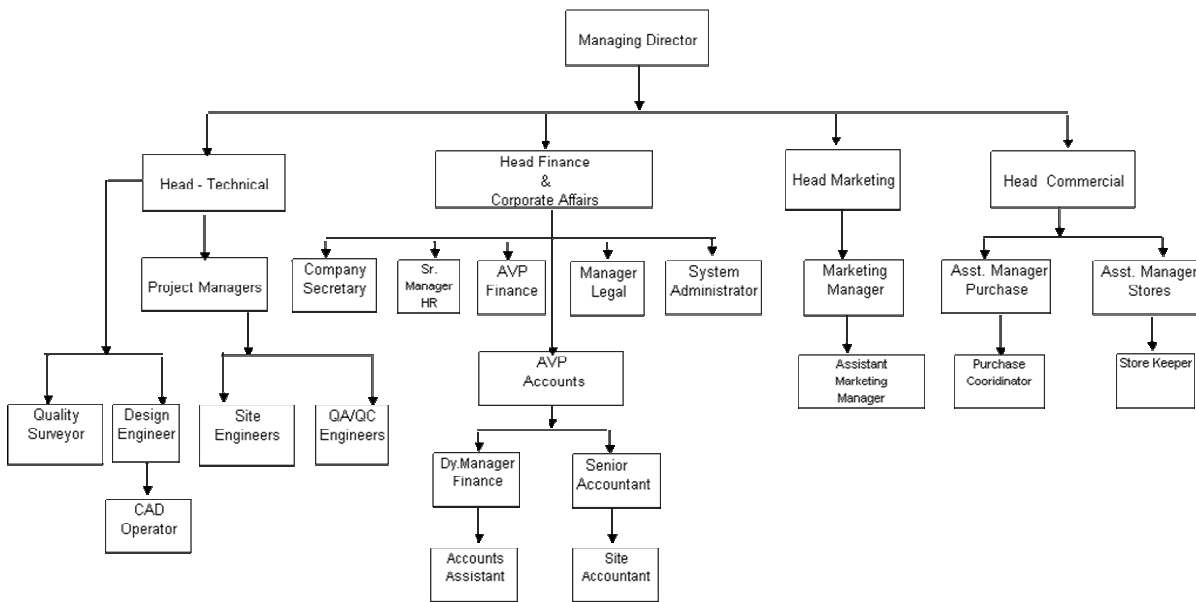 Managing Director
Head - Technical
Head Finance
&
Corporate Affairs
Head Marketing
Head Commercial
Project Managers
Company
Secretary
Sr.
Manager
HR
AVP
Finance
Manager
Legal
System
Administrator
Marketing
Manager
Asst. Manager
Purchase
Asst. Manager
Stores
AVP
Accounts
Assistant
Marketing
Manager
Purchase
Cooridinator
Store Keeper
Quality
Surveyor
Design
Engineer
Site
Engineers
QA/QC
Engineers
Dy.Manager
Finance
Senior
Accountant
CAD
Operator
Accounts
Assistant
Site
Accountant